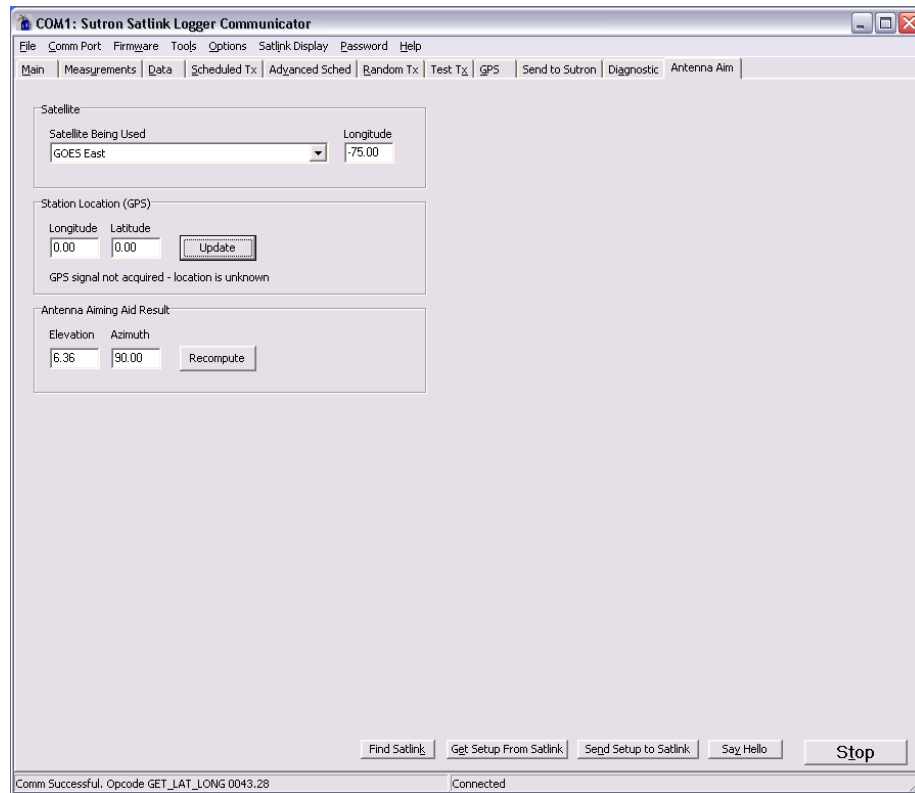 COM1: Sutron Satlink Logger Communicator
File Comm Port Firmware Tools Options Satlink Display Password Help
Main Measurements Data Scheduled Tx Advanced Sched Random Tx Test Tx GPS Send to Sutron Diagnostic Antenna Aim
Satellite
Satellite Being Used Longitude
GOES East -75.00
Station Location (GPS)
Longitude Latitude
0.00 0.00 Update
GPS signal not acquired - location is unknown
Antenna Aiming Aid Result
Elevation Azimuth
6.36 90.00 Recompute
Find Satlink Get Setup From Satlink Send Setup to Satlink Say Hello Stop
Comm Successful. Opcode GET_LAT_LONG 0043.28 Connected